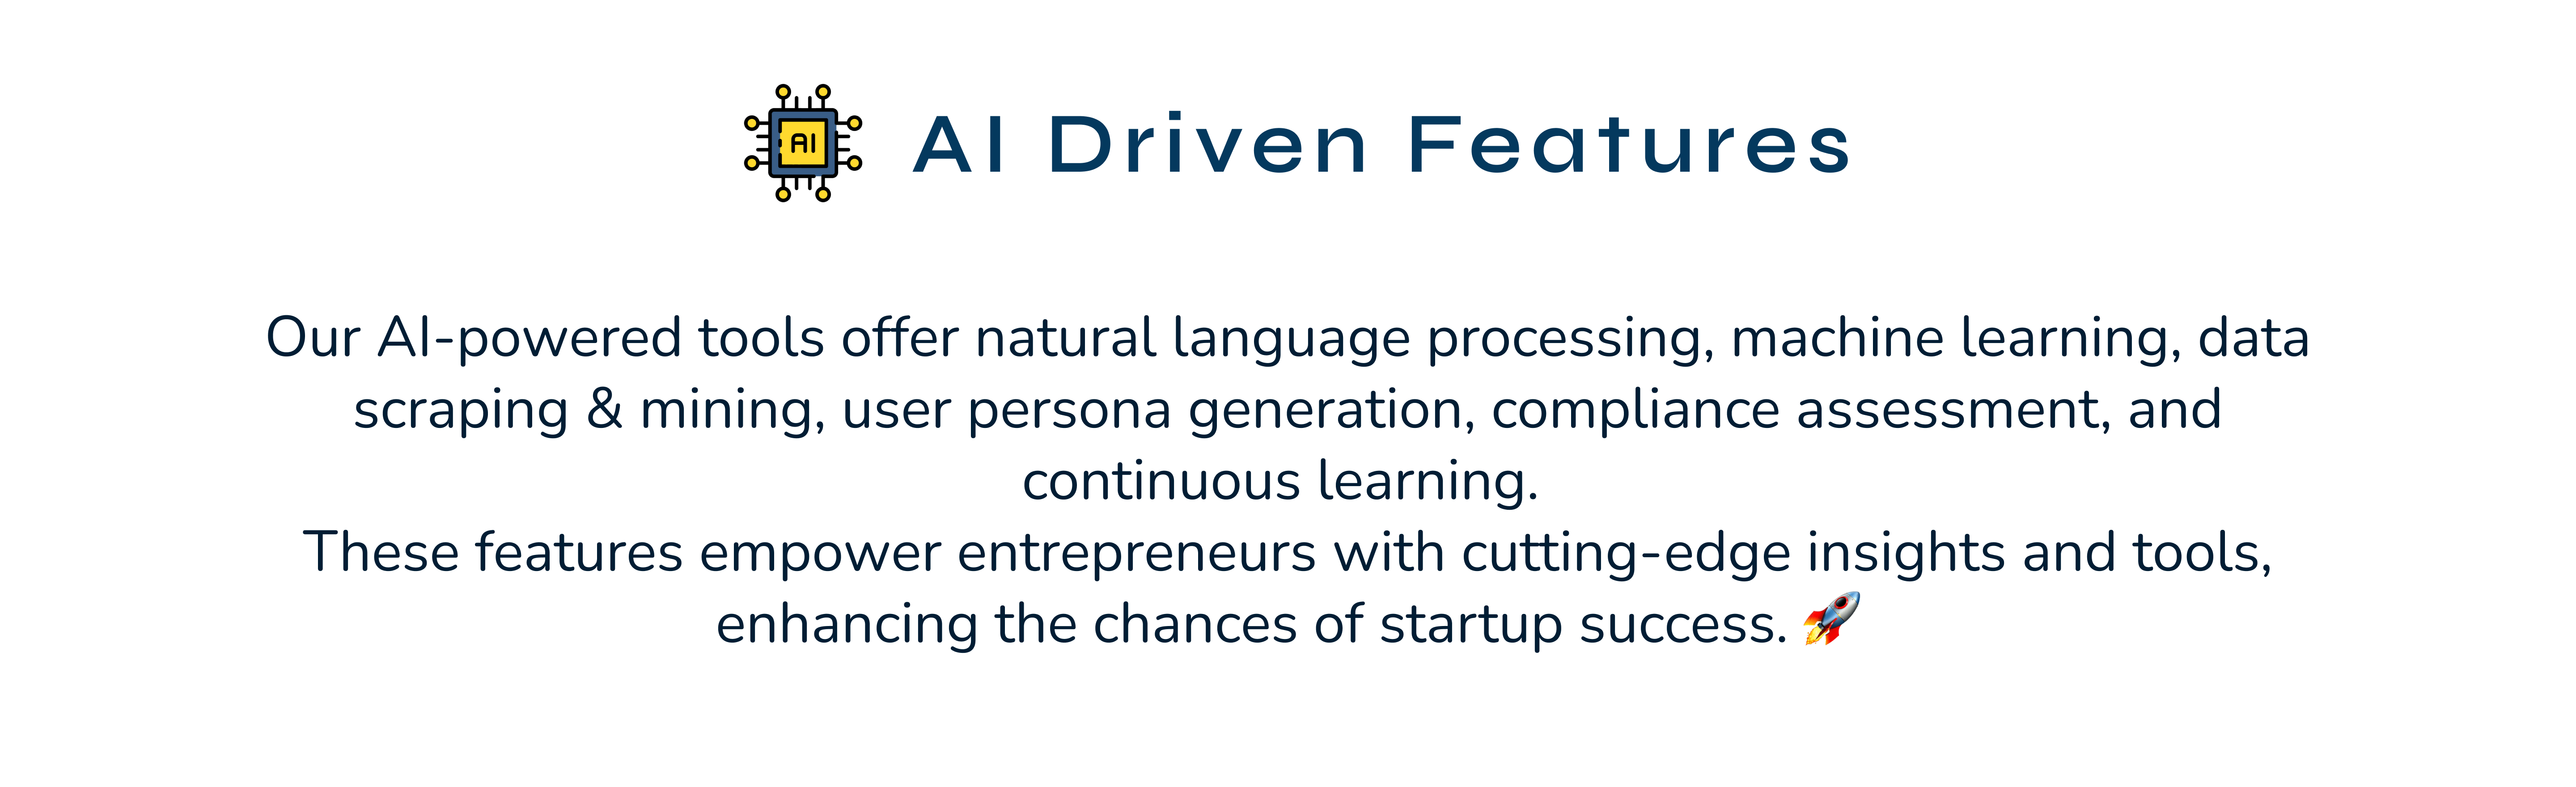 AI
AI Driven Features
Our AI-powered tools offer natural language processing, machine learning, data
scraping & mining, user persona generation, compliance assessment, and
continuous learning.
These features empower entrepreneurs with cutting-edge insights and tools,
enhancing the chances of startup success. 🚀